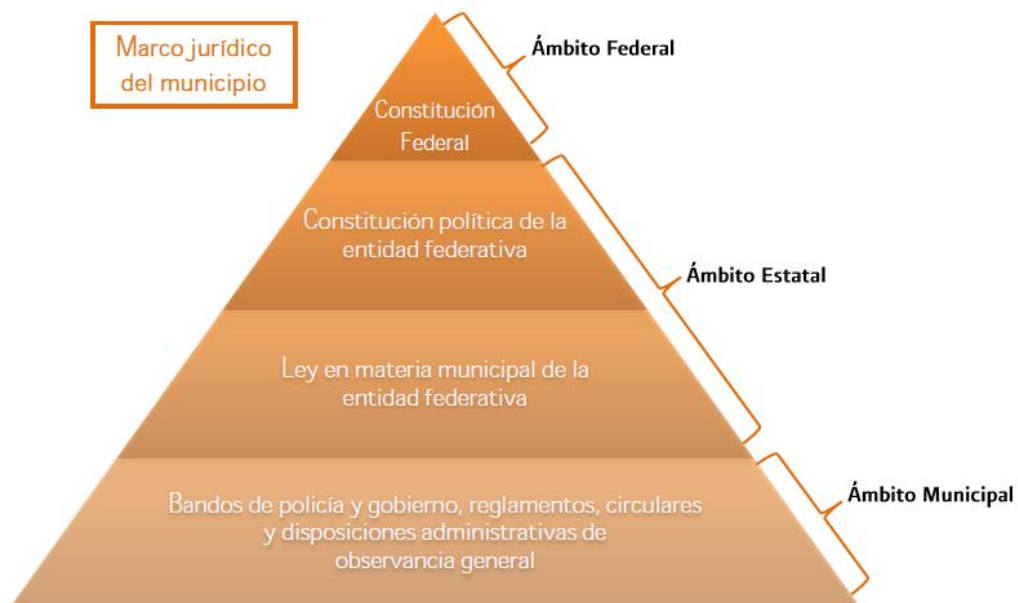 Marco jurídico
del municipio
Ámbito Federal
Constitución
Federal
Constitución política de la
entidad federativa
Ámbito Estatal
Ley en materia municipal de la
entidad federativa
Bandos de policía y gobierno, reglamentos, circulares
y disposiciones administrativas de
observancia general
Ámbito Municipal